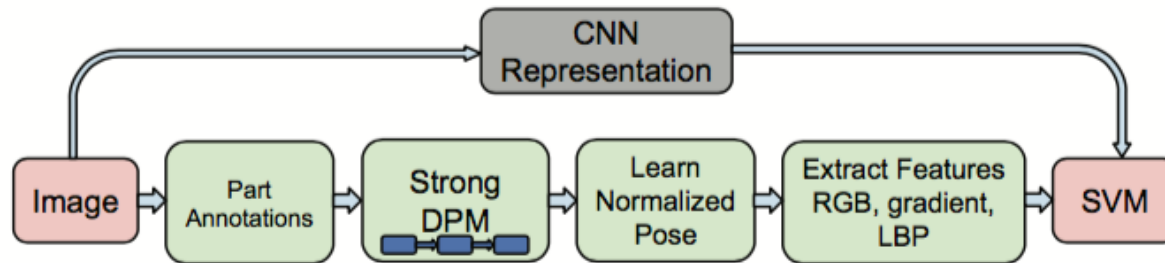 CNN
Representation
Image
Part
Annotations
Strong
DPM
Learn
Normalized
Pose
Extract Features
RGB, gradient,
LBP
SVM